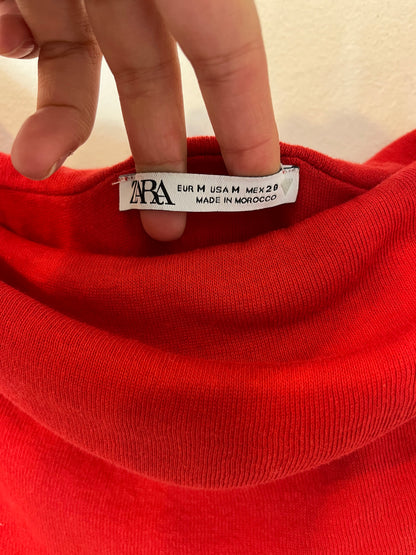 ZARA EUR M USA M MEX 28
MADE IN MOROCCO